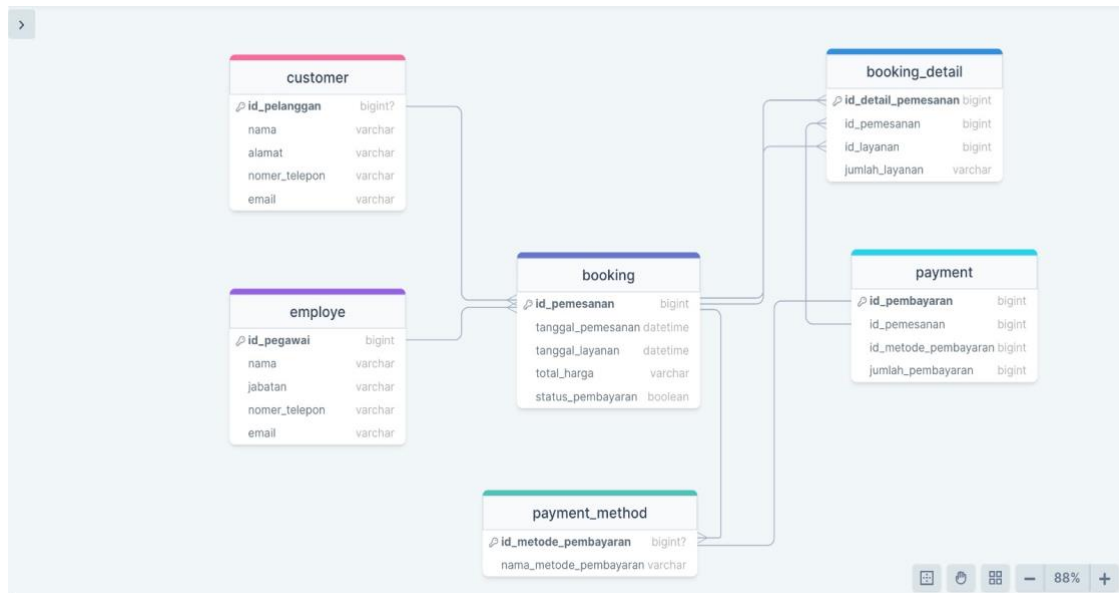 customer
id_pelanggan bigint?
nama varchar
alamat varchar
nomer_telepon varchar
email varchar
employe
id_pegawai bigint
nama varchar
jabatan varchar
nomer_telepon varchar
email varchar
booking
id_pemesanan bigint
tanggal_pemesanan datetime
tanggal_layanan datetime
total_harga varchar
status_pembayaran boolean
payment_method
id_metode_pembayaran bigint?
nama_metode_pembayaran varchar
booking_detail
id_detail_pemesanan bigint
id_pemesanan bigint
id_layanan bigint
jumlah_layanan varchar
payment
id_pembayaran bigint
id_pemesanan bigint
id_metode_pembayaran bigint
jumlah_pembayaran bigint
88%